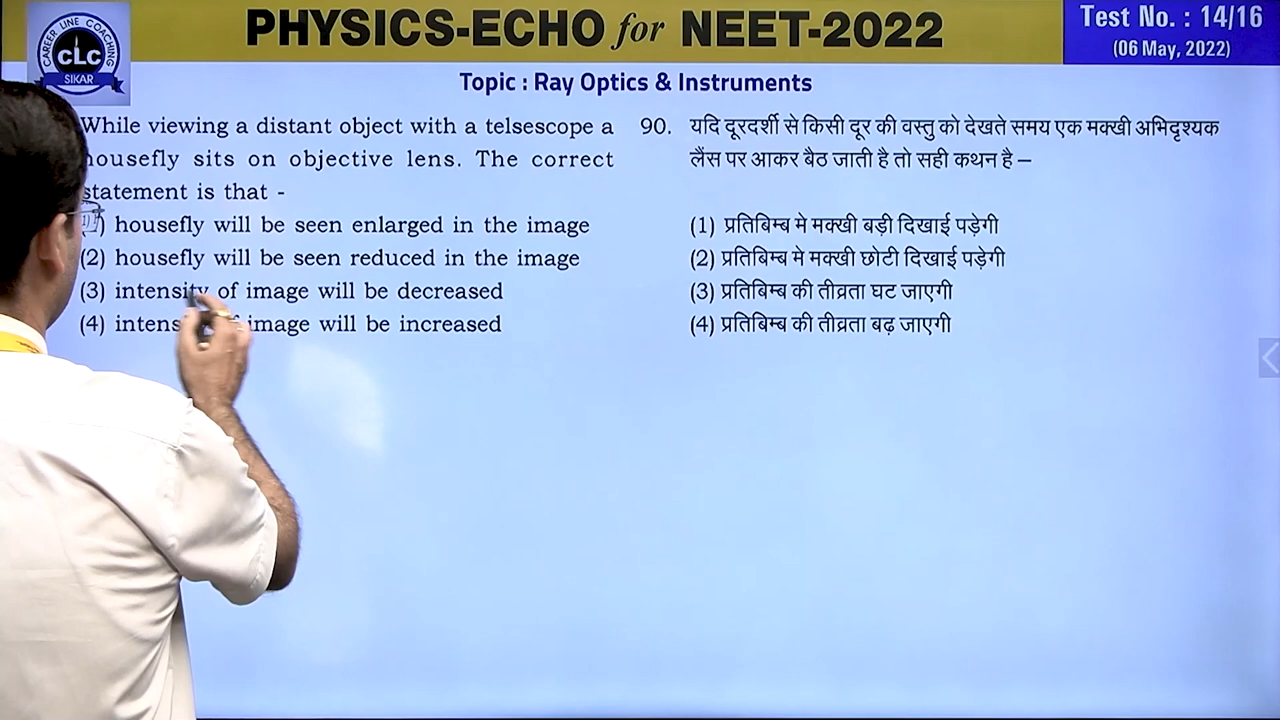 PHYSICS-ECHO for NEET-2022
Test No. : 14/16
(06 May, 2022)
CAREER LINE COACHING
CLC
SIKAR
Topic : Ray Optics & Instruments
While viewing a distant object with a telsescope a
housefly sits on objective lens. The correct
statement is that -
housefly will be seen enlarged in the image
(2) housefly will be seen reduced in the image
(3) intensity of image will be decreased
(4) image will be increased
90. यदि दूरदर्शी से किसी दूर की वस्तु को देखते समय एक मक्खी अभिदृश्यक
लैंस पर आकर बैठ जाती है तो सही कथन है –
(1) प्रतिबिम्ब मे मक्खी बड़ी दिखाई पड़ेगी
(2) प्रतिबिम्ब मे मक्खी छोटी दिखाई पड़ेगी
(3) प्रतिबिम्ब की तीव्रता घट जाएगी
(4) प्रतिबिम्ब की तीव्रता बढ़ जाएगी